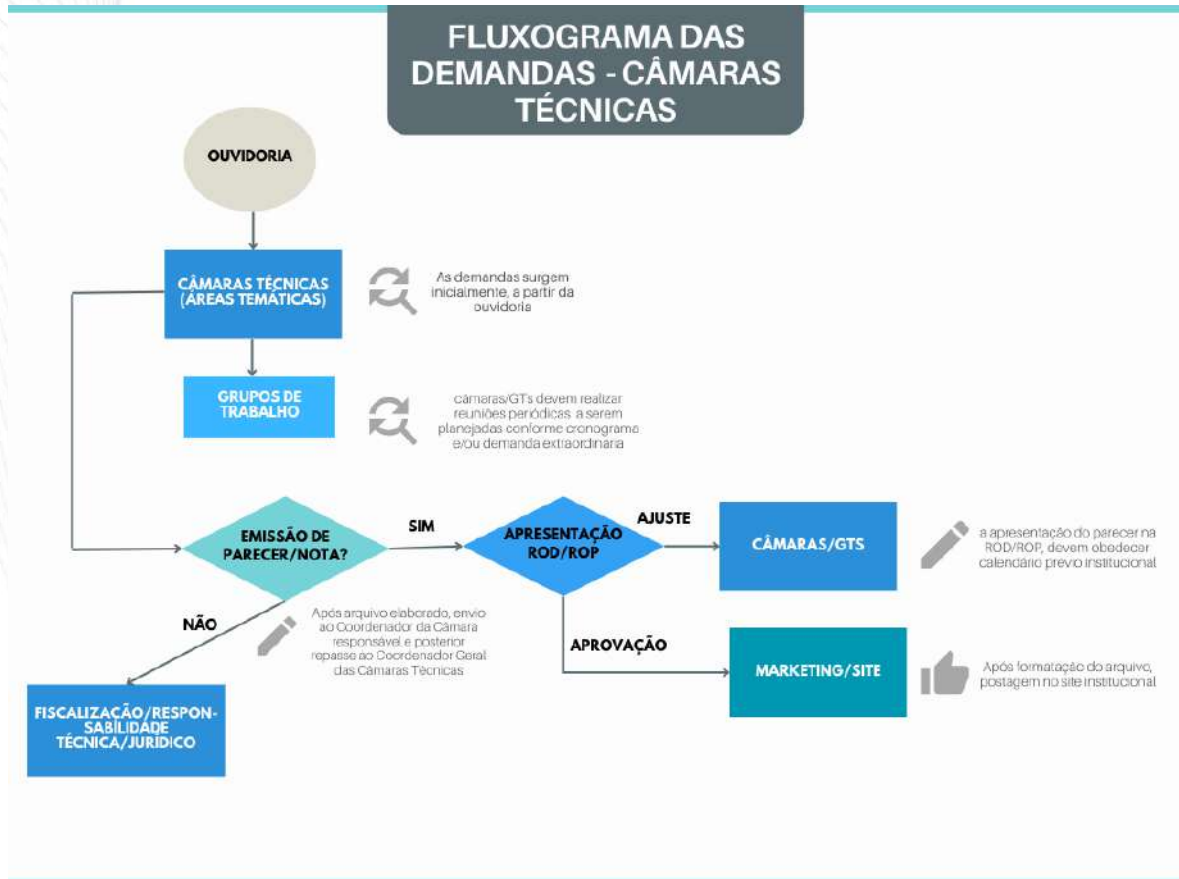 FLUXOGRAMA DAS
DEMANDAS - CÂMARAS
TÉCNICAS
OUVIDORIA
CÂMARAS TÉCNICAS
(ÁREAS TEMÁTICAS)
As demandas surgem
inicialmente, a partir da
ouvidoria
GRUPOS DE
TRABALHO
câmaras/GTs devem realizar
reuniões periódicas a serem
planejadas conforme cronograma
e/ou demanda extraordinária
EMISSÃO DE
PARECER/NOTA?
SIM
APRESENTAÇÃO
ROD/ROP
AJUSTE
CÂMARAS/GTS
a apresentação do parecer na
ROD/ROP, devem obedecer
calendário prévio institucional
NÃO
Após arquivo elaborado, envio
ao Coordenador da Câmara
responsável e posterior
repasse ao Coordenador Geral
das Câmaras Técnicas
APROVAÇÃO
MARKETING/SITE
Após formatação do arquivo,
postagem no site institucional
FISCALIZAÇÃO/RESPON-
SABILIDADE
TÉCNICA/JURÍDICO